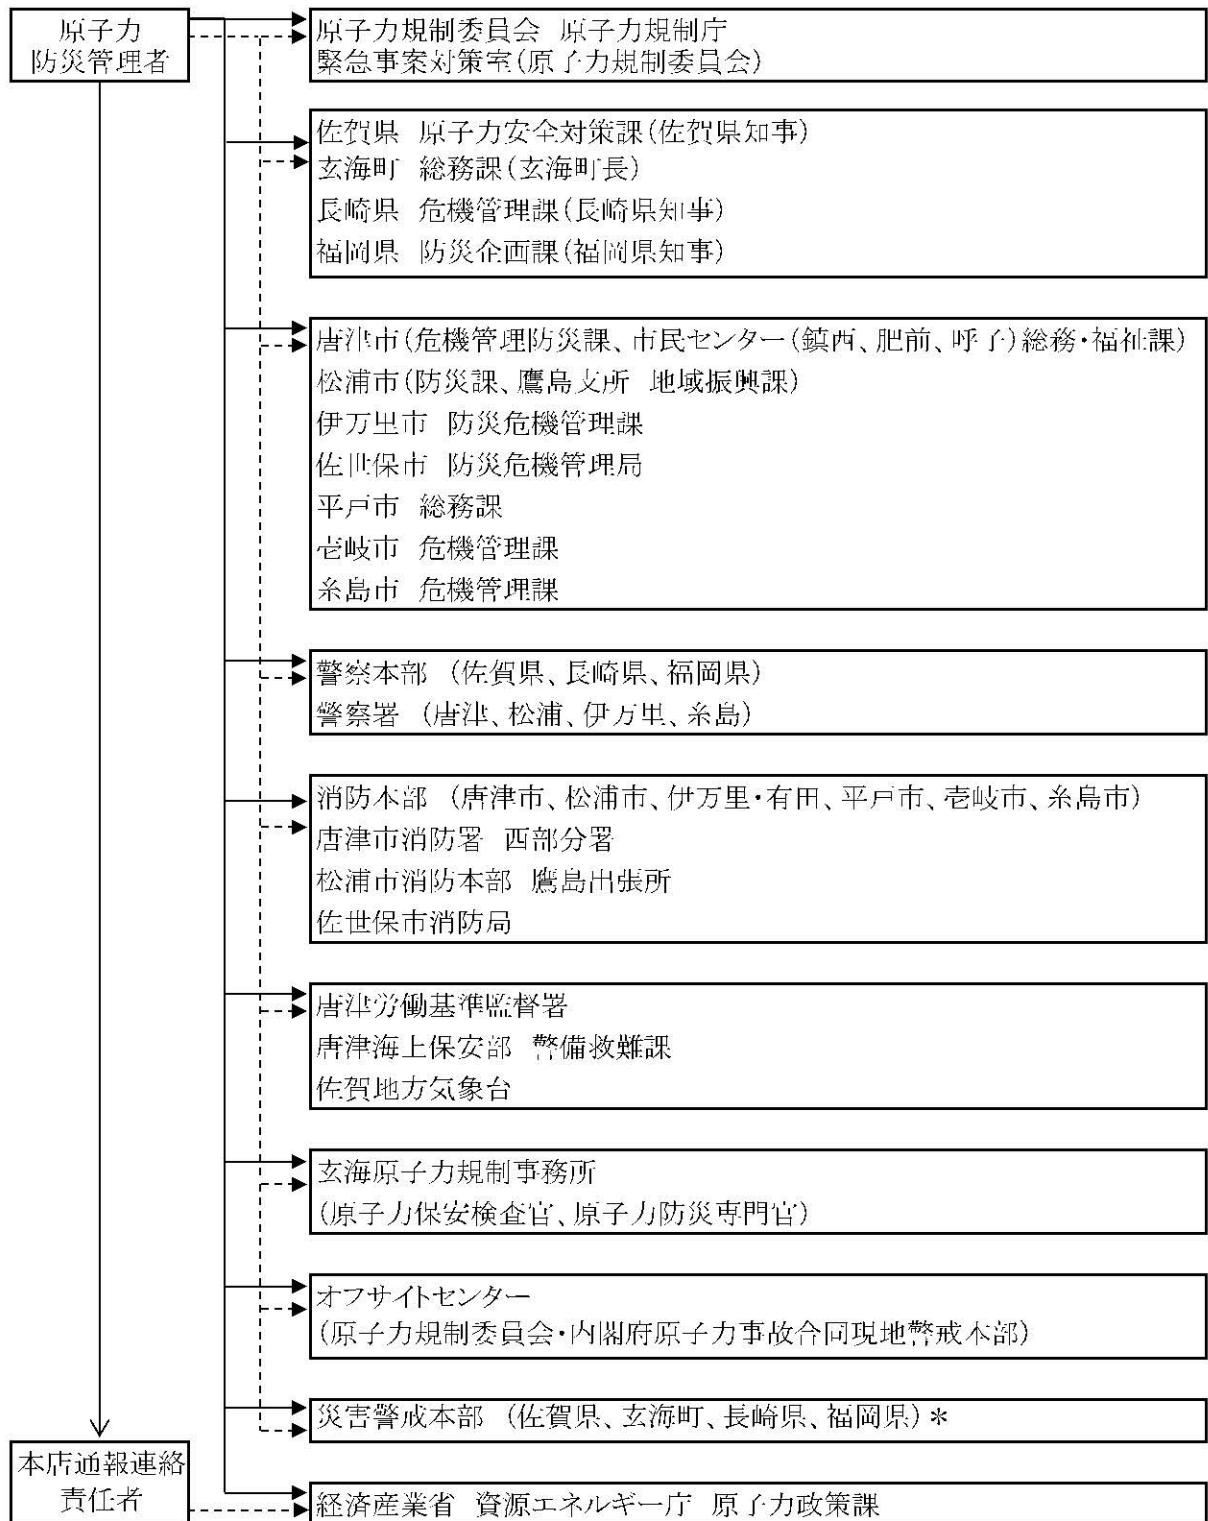 原子力
防災管理者
原子力規制委員会 原子力規制庁
緊急事案対策室(原子力規制委員会)
佐賀県 原子力安全対策課(佐賀県知事)
玄海町 総務課(玄海町長)
長崎県 危機管理課(長崎県知事)
福岡県 防災企画課(福岡県知事)
唐津市(危機管理防災課、市民センター(鎮西、肥前、呼子)総務・福祉課)
松浦市(防災課、鷹島支所 地域振興課)
伊万里市 防災危機管理課
佐世保市 防災危機管理局
平戸市 総務課
壱岐市 危機管理課
糸島市 危機管理課
警察本部 (佐賀県、長崎県、福岡県)
警察署 (唐津、松浦、伊万里、糸島)
消防本部 (唐津市、松浦市、伊万里・有田、平戸市、壱岐市、糸島市)
唐津市消防署 西部分署
松浦市消防本部 鷹島出張所
佐世保市消防局
唐津労働基準監督署
唐津海上保安部 警備救難課
佐賀地方気象台
玄海原子力規制事務所
(原子力保安検査官、原子力防災専門官)
オフサイトセンター
(原子力規制委員会・内閣府原子力事故合同現地警戒本部)
災害警戒本部 (佐賀県、玄海町、長崎県、福岡県)*
本店通報連絡
責任者
経済産業省 資源エネルギー庁 原子力政策課